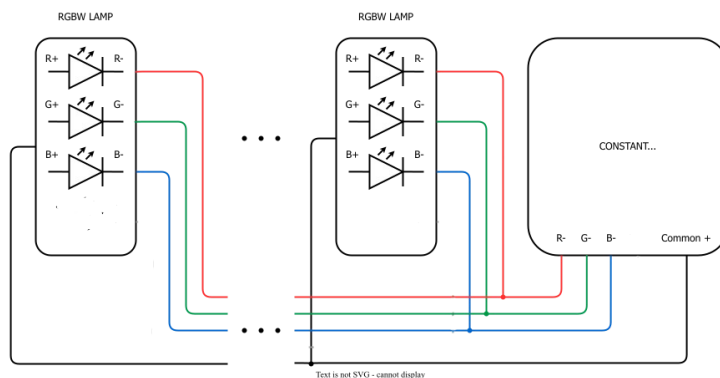 RGBW LAMP
RGBW LAMP
R+ R-
G+ G-
B+ B-
R+ R-
G+ G-
B+ B-
CONSTANT...
R- G- B- Common +
Text is not SVG - cannot display